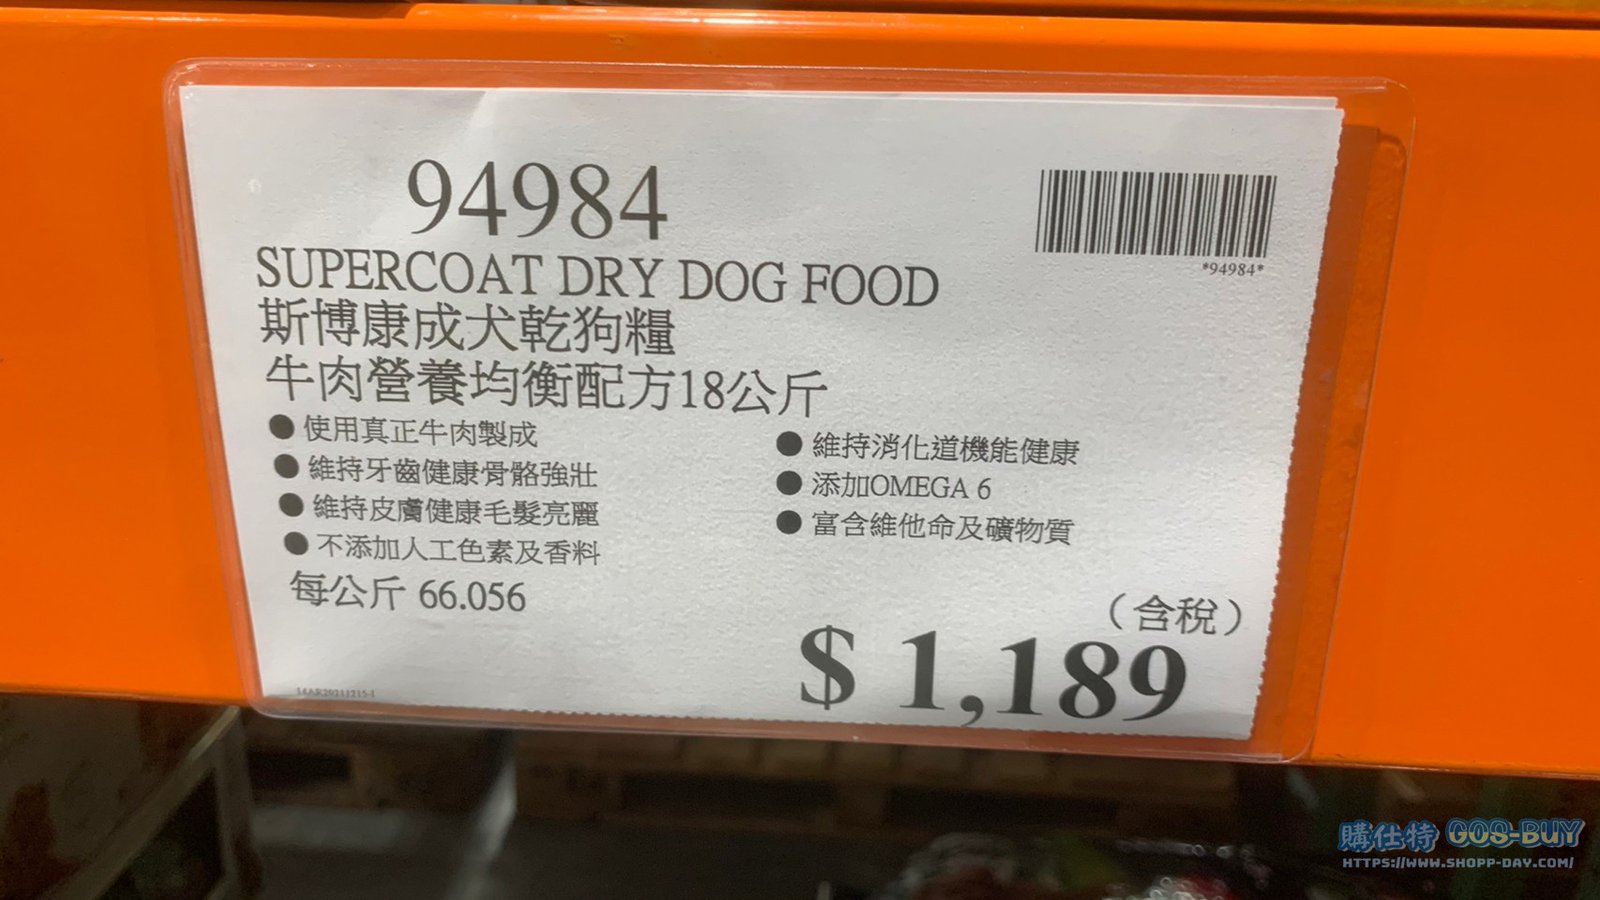 94984
*94984*
SUPERCOAT DRY DOG FOOD
斯博康成犬乾狗糧
牛肉營養均衡配方18公斤
●使用真正牛肉製成
●維持牙齒健康骨骼強壯
●維持皮膚健康毛髮亮麗
●不添加人工色素及香料
●維持消化道機能健康
●添加OMEGA 6
●富含維他命及礦物質
每公斤 66.056
（含稅）
$ 1,189
購仕特 GOS-BUY
HTTPS://WWW.SHOPP-DAY.COM/